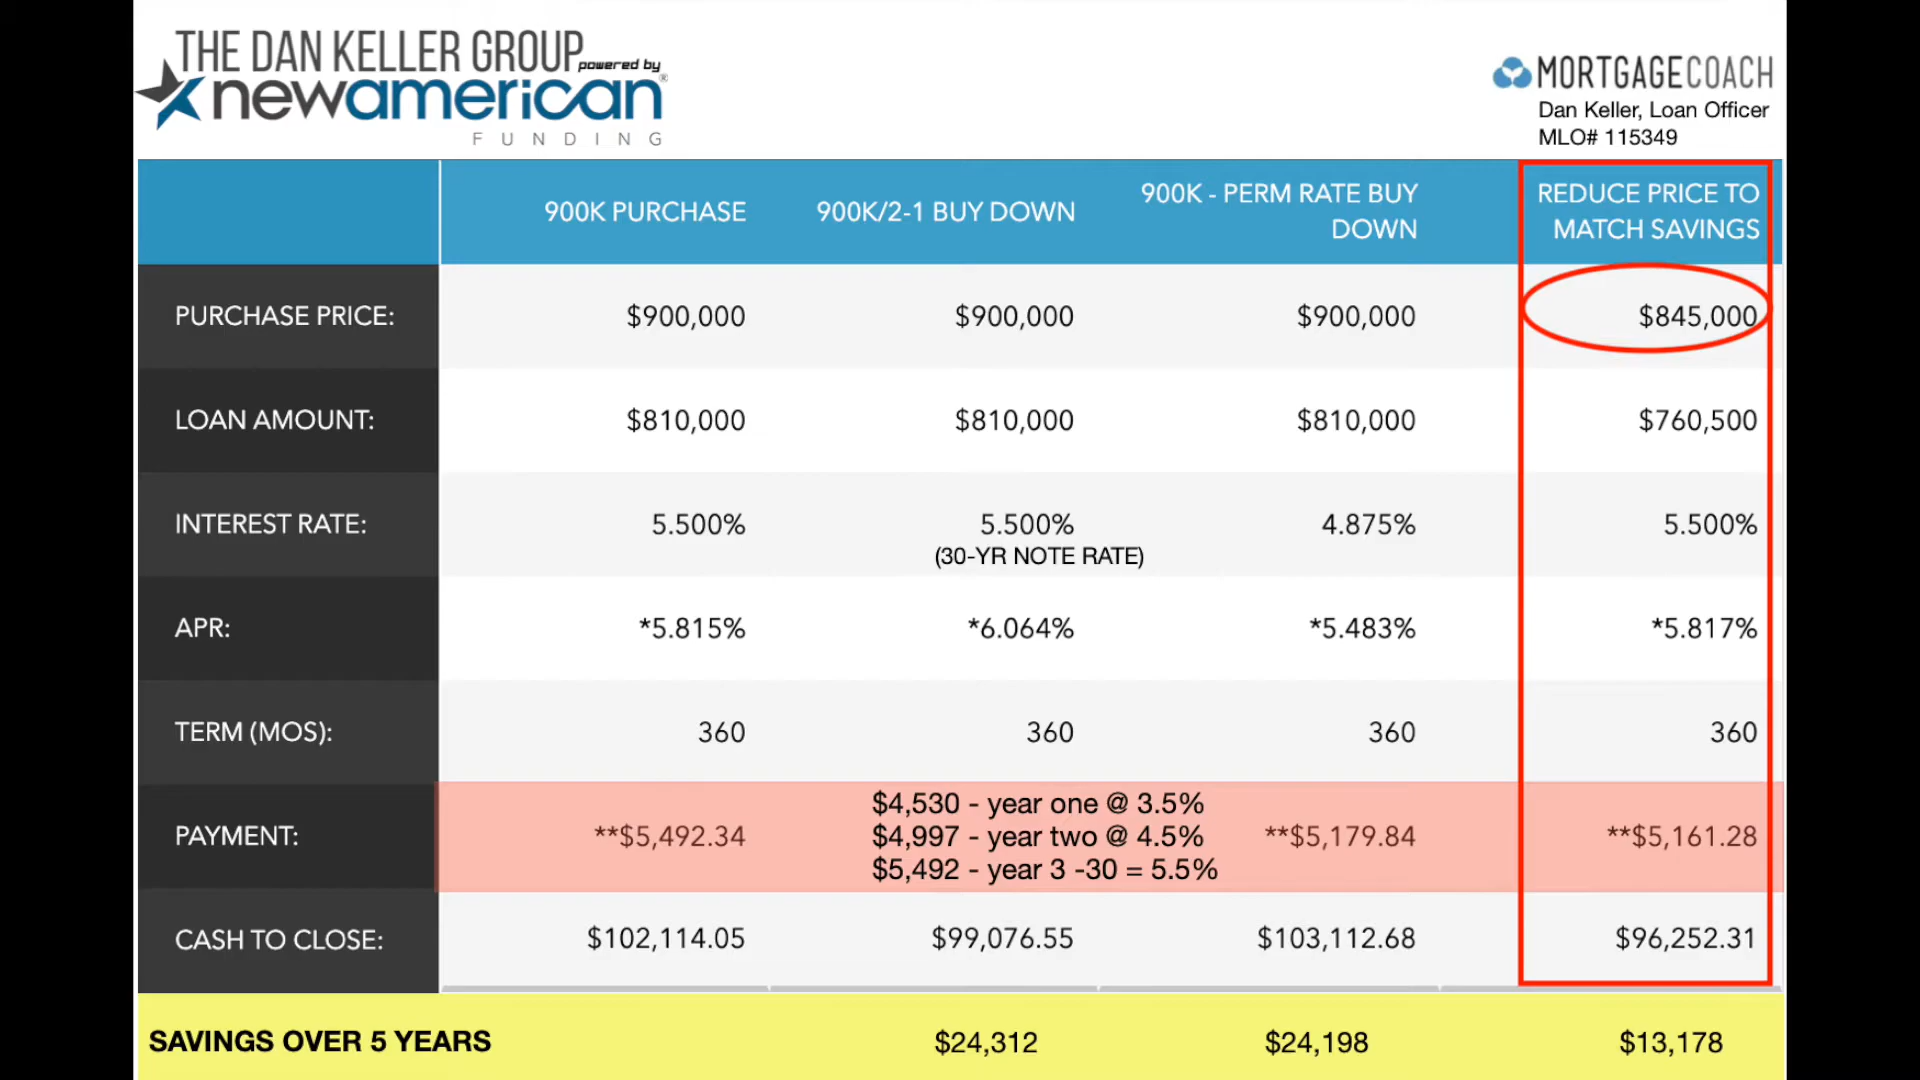 THE DAN KELLER GROUP powered by
newamerican®
FUNDING
MORTGAGECOACH
Dan Keller, Loan Officer
MLO# 115349
900K PURCHASE 900K/2-1 BUY DOWN 900K - PERM RATE BUY DOWN REDUCE PRICE TO MATCH SAVINGS
PURCHASE PRICE: $900,000 $900,000 $900,000 $845,000
LOAN AMOUNT: $810,000 $810,000 $810,000 $760,500
INTEREST RATE: 5.500% 5.500% 4.875% 5.500%
(30-YR NOTE RATE)
APR: *5.815% *6.064% *5.483% *5.817%
TERM (MOS): 360 360 360 360
$4,530 - year one @ 3.5%
PAYMENT: **$5,492.34 $4,997 - year two @ 4.5% **$5,179.84 **$5,161.28
$5,492 - year 3 -30 = 5.5%
CASH TO CLOSE: $102,114.05 $99,076.55 $103,112.68 $96,252.31
SAVINGS OVER 5 YEARS $24,312 $24,198 $13,178